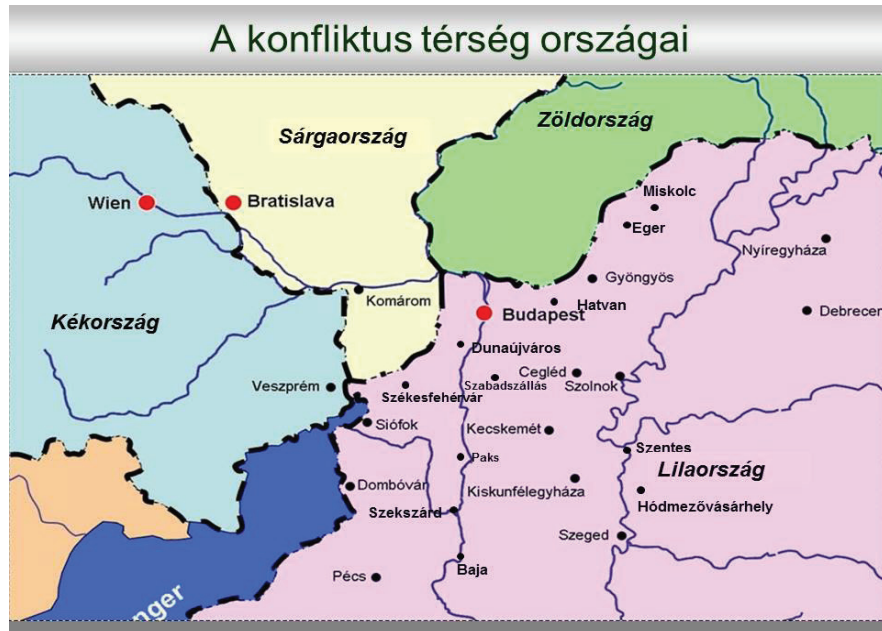 A konfliktus térség országai
Sárgaország
Zöldország
Miskolc
Wien
Bratislava
Eger
Nyíregyháza
Gyöngyös
Komárom
Hatvan
Kékország
Budapest
Debrecen
Dunaújváros
Cegléd
Veszprém
Szabadszállás
Szolnok
Székesfehérvár
Siófok
Kecskemét
Szentes
Paks
Lilaország
Dombóvár
Kiskunfélegyháza
Hódmezővásárhely
Szekszárd
Szeged
Baja
Pécs
nger